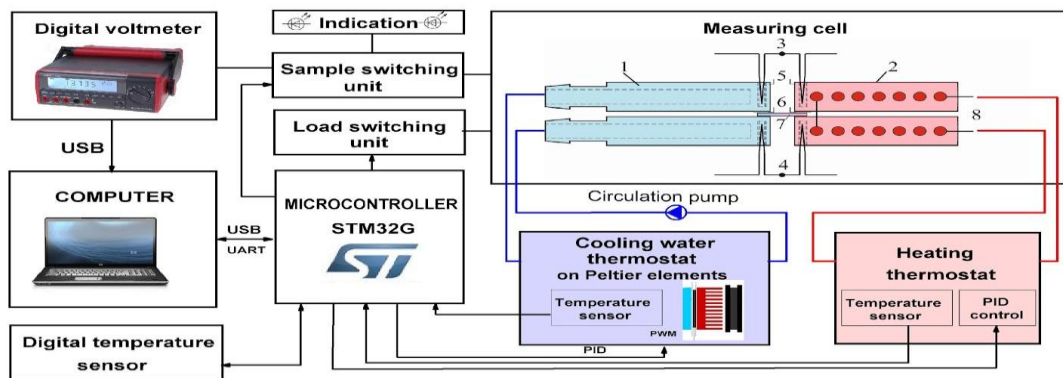 Digital voltmeter
Indication
Sample switching
unit
Load switching
unit
USB
COMPUTER
USB
UART
MICROCONTROLLER
STM32G
ST
Digital temperature
sensor
Measuring cell
1
2
3
4
5
6
7
8
Circulation pump
Cooling water
thermostat
on Peltier elements
Temperature
sensor
PWM
PID
Heating
thermostat
Temperature
sensor
PID
control